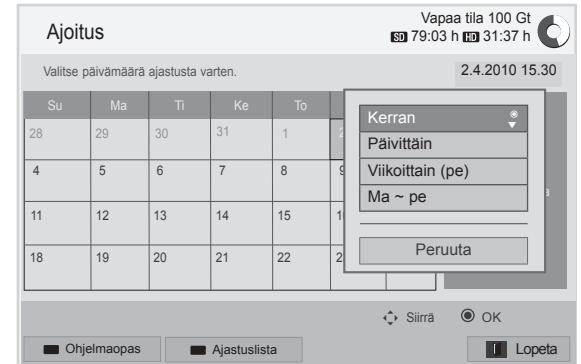 Ajoitus
Vapaa tila 100 Gt
SD 79:03 h HD 31:37 h
Valitse päivämäärä ajastusta varten.
2.4.2010 15.30
Su Ma Ti Ke To
28 29 30 31 1
4 5 6 7 8
11 12 13 14 15
18 19 20 21 22
Kerran
Päivittäin
Viikoittain (pe)
Ma ~ pe
Peruuta
Siirrä OK
Ohjelmaopas Ajastuslista Lopeta